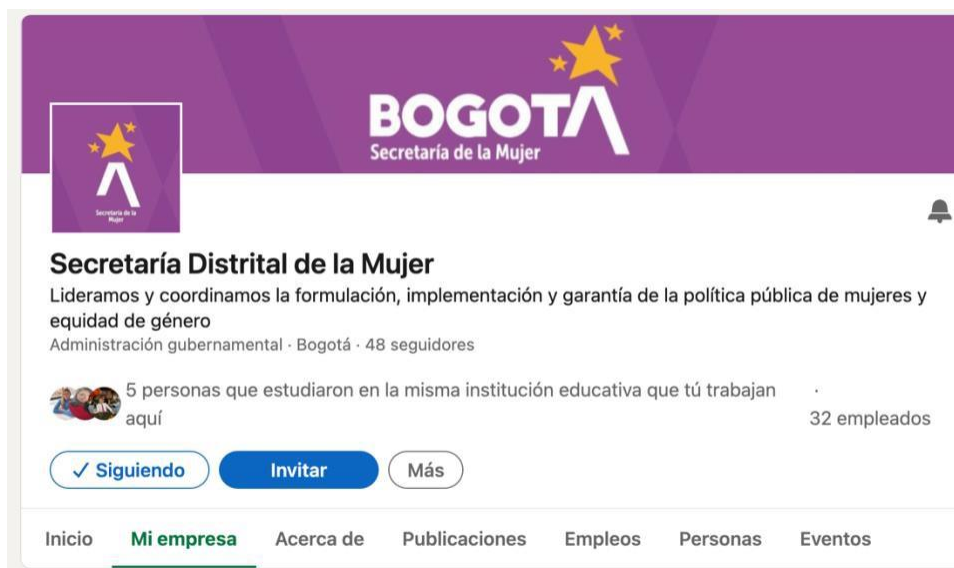 BOGOTÁ
Secretaría de la Mujer
Secretaría de la
Mujer
Secretaría Distrital de la Mujer
Lideramos y coordinamos la formulación, implementación y garantía de la política pública de mujeres y
equidad de género
Administración gubernamental · Bogotá · 48 seguidores
5 personas que estudiaron en la misma institución educativa que tú trabajan ·
aquí 32 empleados
✓ Siguiendo Invitar Más
Inicio Mi empresa Acerca de Publicaciones Empleos Personas Eventos